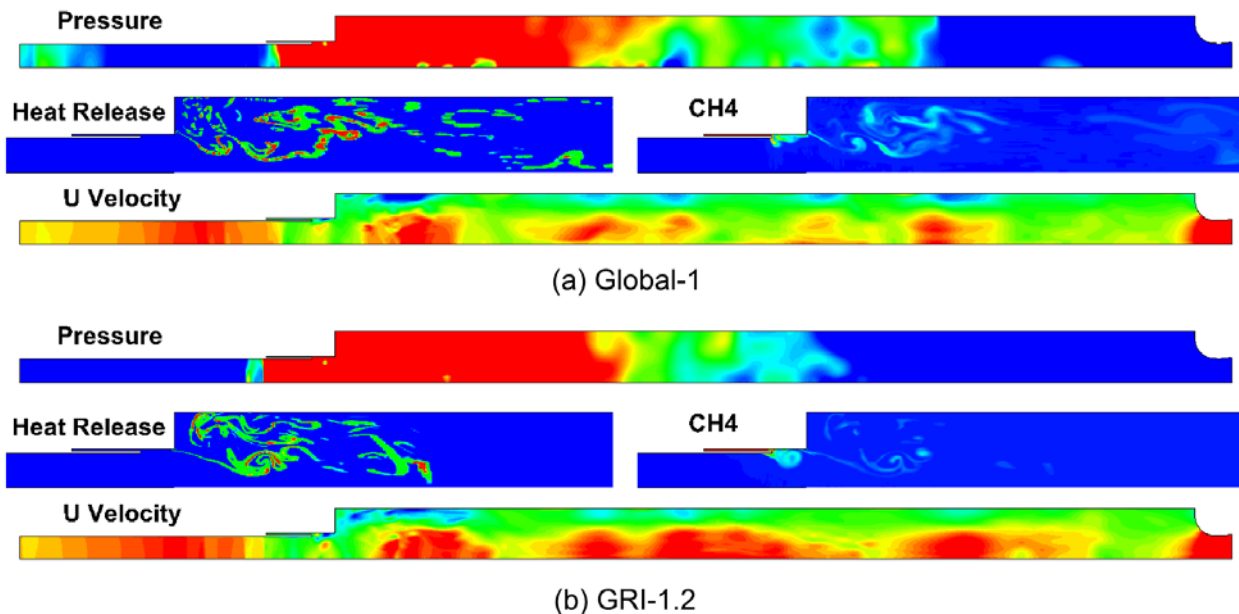 Pressure
Heat Release
CH4
U Velocity
(a) Global-1
Pressure
Heat Release
CH4
U Velocity
(b) GRI-1.2